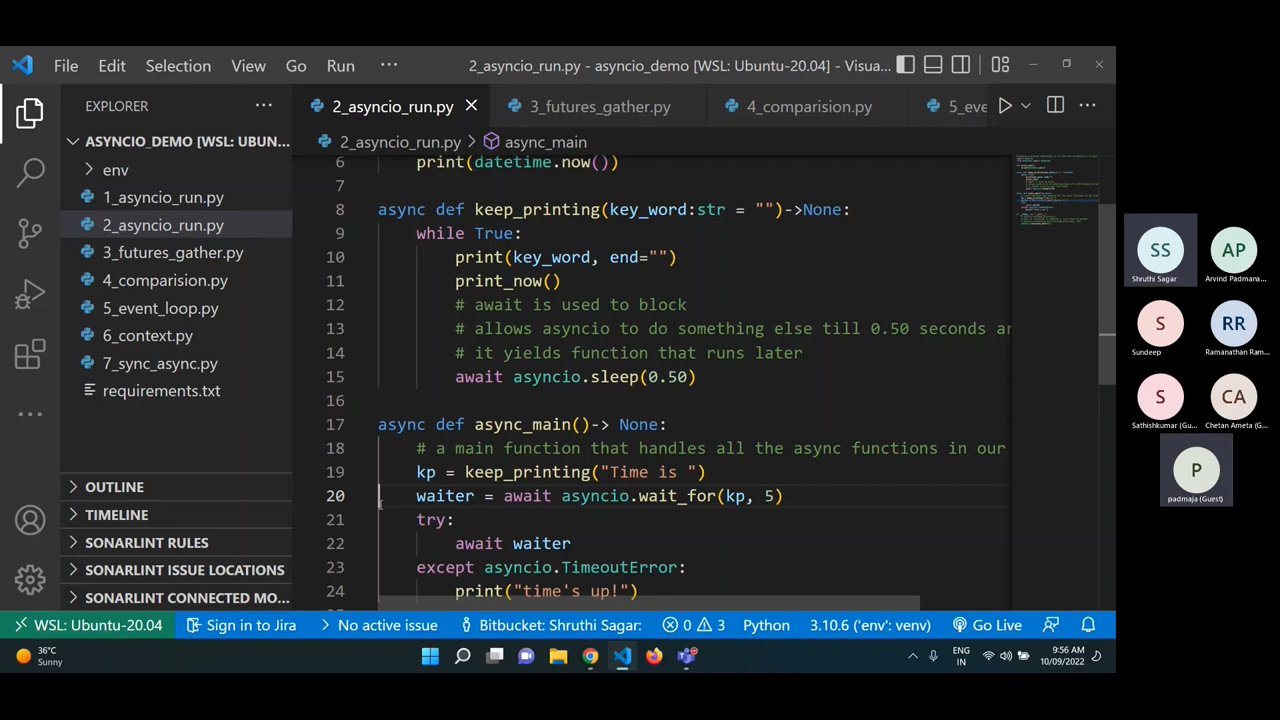 File Edit Selection View Go Run ··· 2_asyncio_run.py - asyncio_demo [WSL: Ubuntu-20.04] - Visua...
EXPLORER ···
2_asyncio_run.py 3_futures_gather.py 4_comparision.py 5_eve
ASYNCIO_DEMO [WSL: UBUN...
env
1_asyncio_run.py
2_asyncio_run.py
3_futures_gather.py
4_comparision.py
5_event_loop.py
6_context.py
7_sync_async.py
requirements.txt
OUTLINE
TIMELINE
SONARLINT RULES
SONARLINT ISSUE LOCATIONS
SONARLINT CONNECTED MO...
2_asyncio_run.py > async_main
6 print(datetime.now())
7
8 async def keep_printing(key_word:str = "")->None:
9 while True:
10 print(key_word, end="")
11 print_now()
12 # await is used to block
13 # allows asyncio to do something else till 0.50 seconds ar
14 # it yields function that runs later
15 await asyncio.sleep(0.50)
16
17 async def async_main()-> None:
18 # a main function that handles all the async functions in our
19 kp = keep_printing("Time is ")
20 waiter = await asyncio.wait_for(kp, 5)
21 try:
22 await waiter
23 except asyncio.TimeoutError:
24 print("time's up!")
WSL: Ubuntu-20.04 Sign in to Jira No active issue Bitbucket: Shruthi Sagar: 0 3 Python 3.10.6 ('env': venv) Go Live
36°C
Sunny
ENG
IN
9:56 AM
10/09/2022
SS
Shruthi Sagar
AP
Arvind Padmana...
S
Sundeep
RR
Ramanathan Ram...
S
Sathishkumar (Gu...
CA
Chetan Ameta (G...
P
padmaja (Guest)